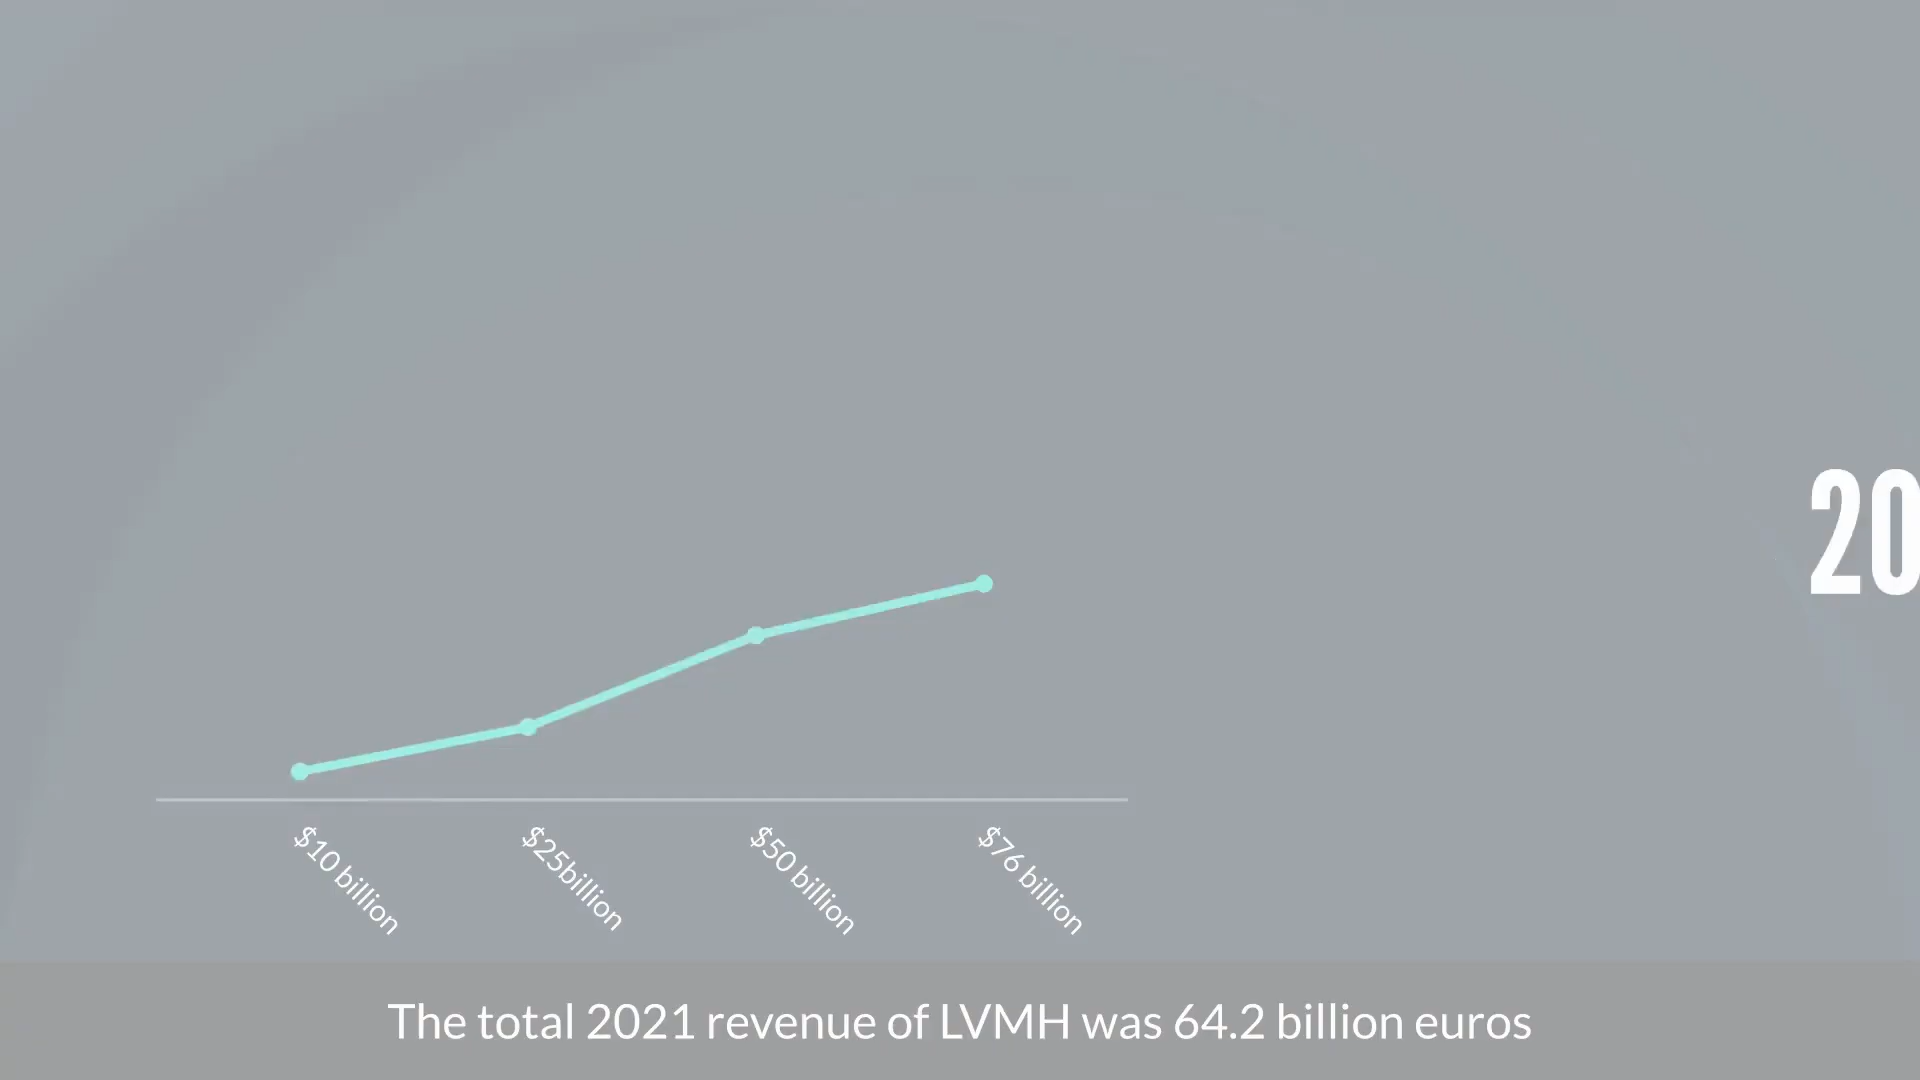 20
$10 billion
$25billion
$50 billion
$76 billion
The total 2021 revenue of LVMH was 64.2 billion euros